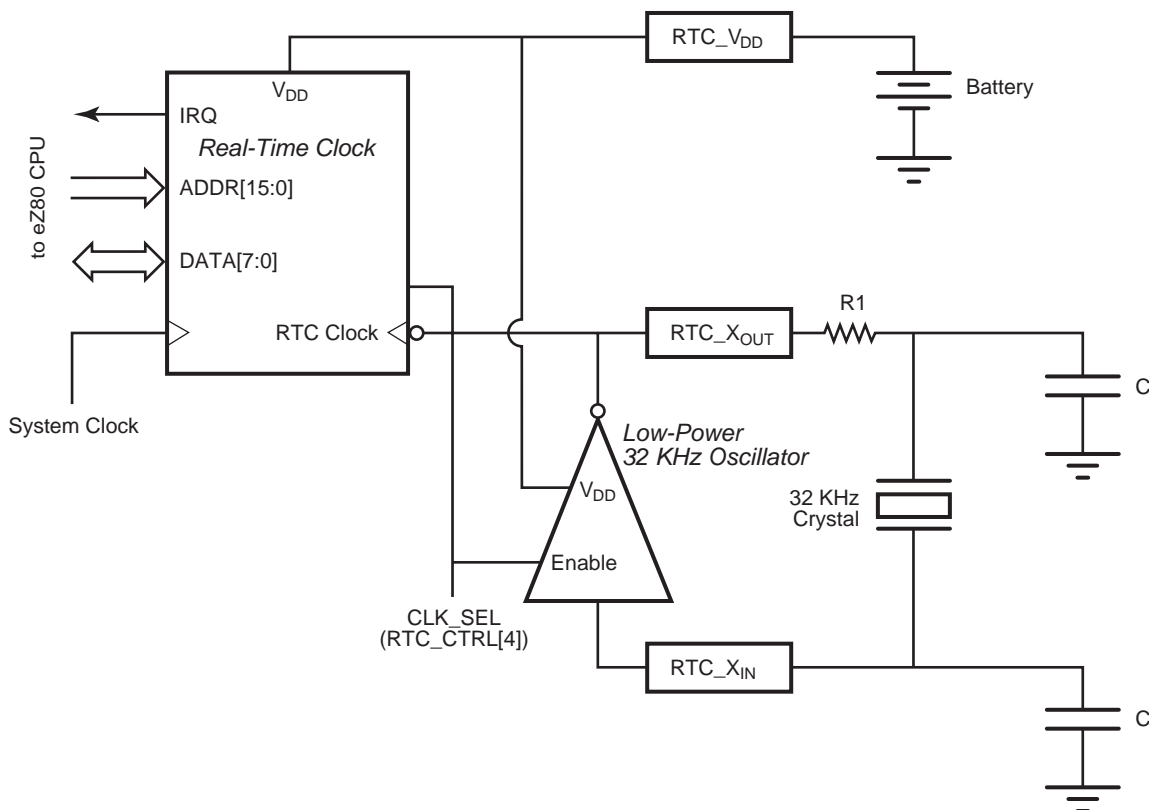 RTC_VDD
VDD
Battery
IRQ
Real-Time Clock
to eZ80 CPU
ADDR[15:0]
DATA[7:0]
R1
RTC Clock
RTC_XOUT
C
System Clock
Low-Power
32 KHz Oscillator
VDD
32 KHz
Crystal
Enable
CLK_SEL
(RTC_CTRL[4])
RTC_XIN
C